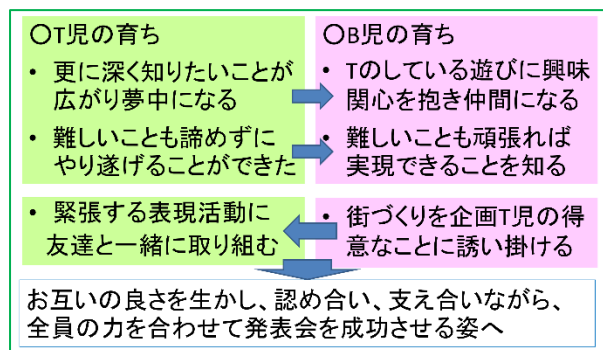 〇T児の育ち
• 更に深く知りたいことが
広がり夢中になる
• 難しいことも諦めずに
やり遂げることができた
〇B児の育ち
• Tのしている遊びに興味
関心を抱き仲間になる
• 難しいことも頑張れば
実現できることを知る
• 緊張する表現活動に
友達と一緒に取り組む
• 街づくりを企画T児の得
意なことに誘い掛ける
お互いの良さを生かし、認め合い、支え合いながら、
全員の力を合わせて発表会を成功させる姿へ